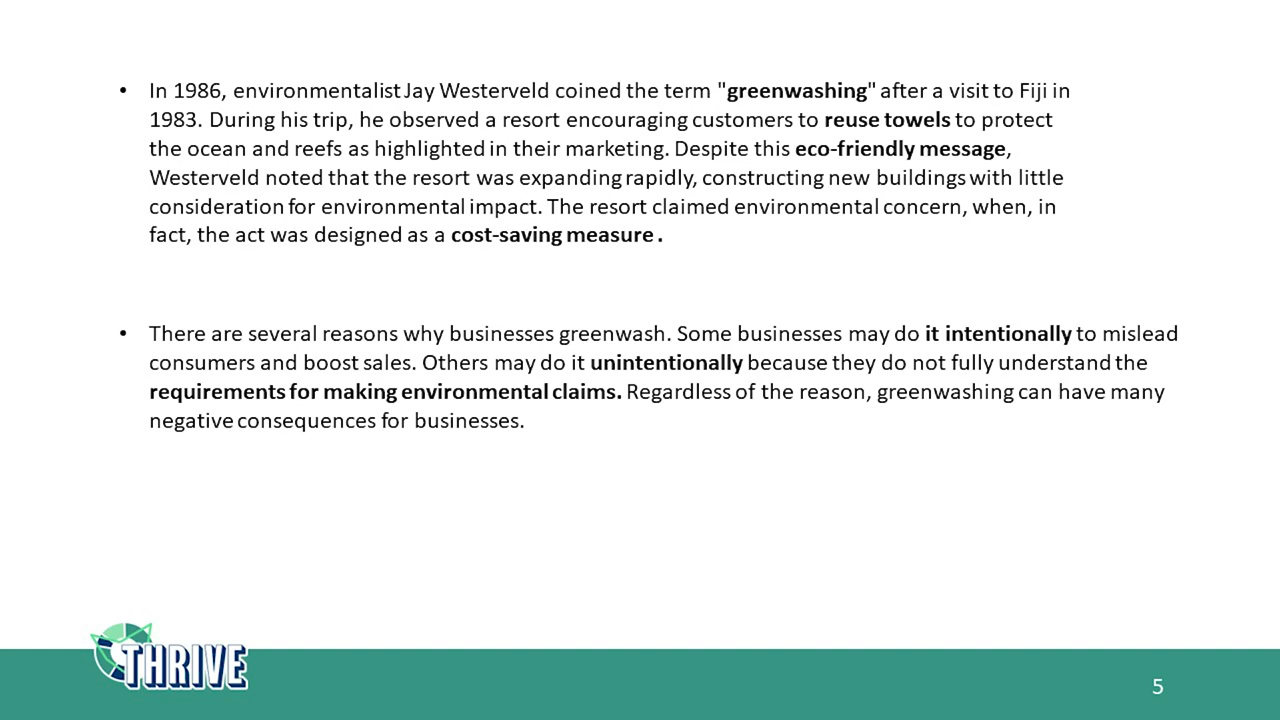 • In 1986, environmentalist Jay Westerveld coined the term "greenwashing" after a visit to Fiji in
1983. During his trip, he observed a resort encouraging customers to reuse towels to protect
the ocean and reefs as highlighted in their marketing. Despite this eco-friendly message,
Westerveld noted that the resort was expanding rapidly, constructing new buildings with little
consideration for environmental impact. The resort claimed environmental concern, when, in
fact, the act was designed as a cost-saving measure .
• There are several reasons why businesses greenwash. Some businesses may do it intentionally to mislead
consumers and boost sales. Others may do it unintentionally because they do not fully understand the
requirements for making environmental claims. Regardless of the reason, greenwashing can have many
negative consequences for businesses.
THRIVE
5